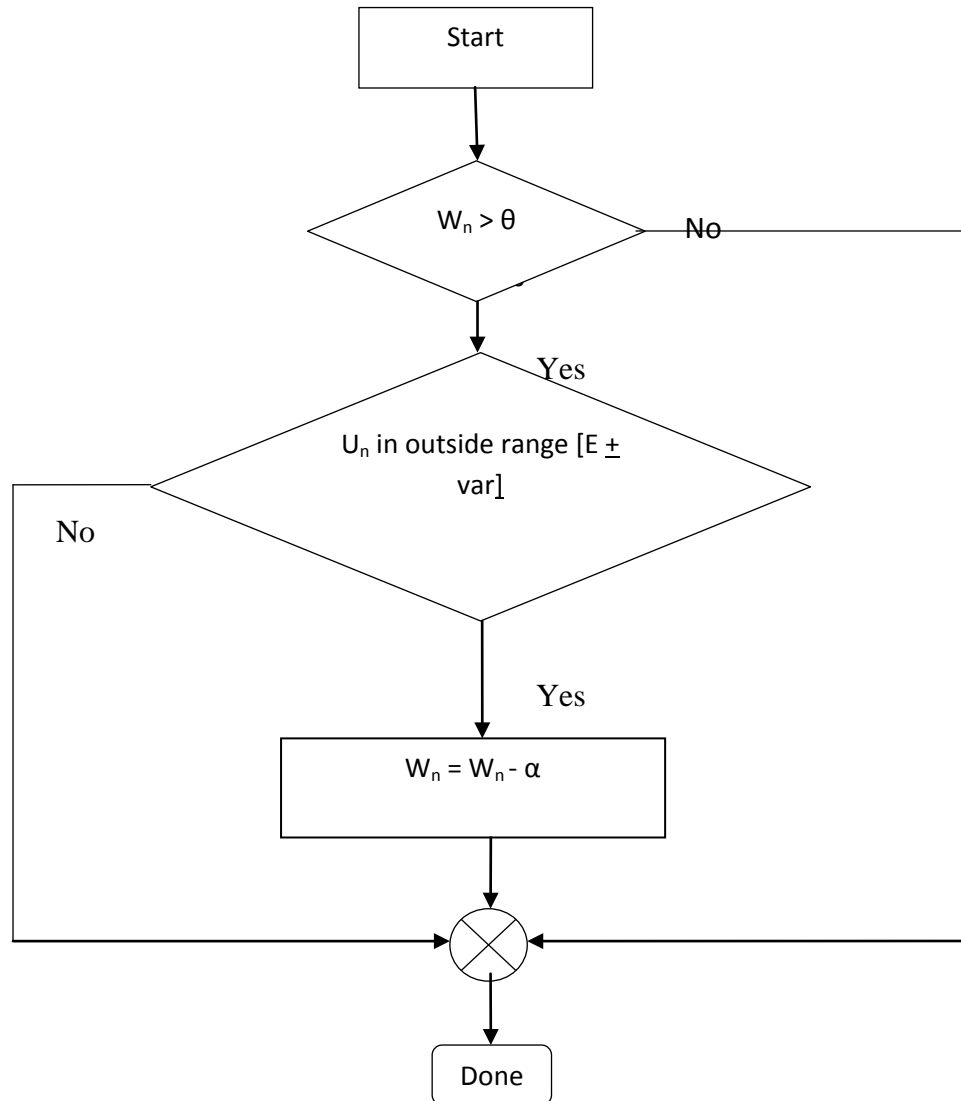 Start
Wₙ > θ
No
Yes
Uₙ in outside range [E ±
var]
No
Yes
Wₙ = Wₙ - α
Done